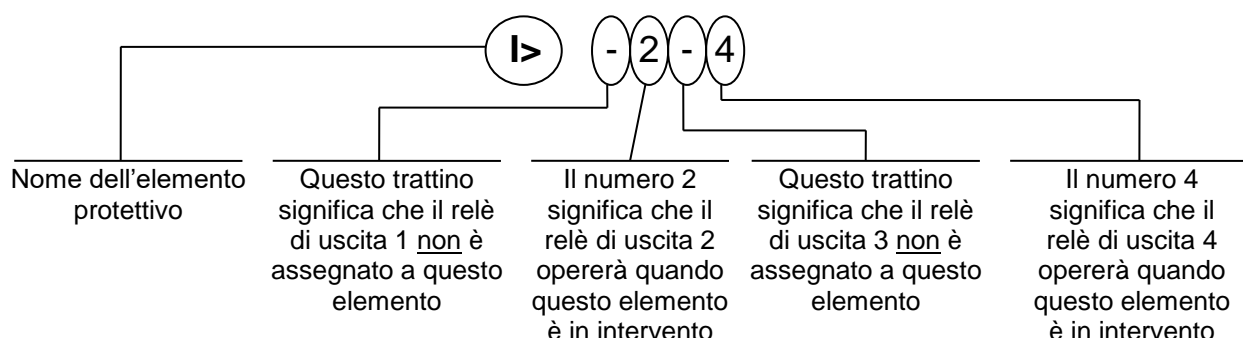 I> - 2 - 4
Nome dell'elemento
protettivo
Questo trattino
significa che il relè
di uscita 1 non è
assegnato a questo
elemento
Il numero 2
significa che il
relè di uscita 2
opererà quando
questo elemento
è in intervento
Questo trattino
significa che il relè
di uscita 3 non è
assegnato a questo
elemento
Il numero 4
significa che il
relè di uscita 4
opererà quando
questo elemento
è in intervento